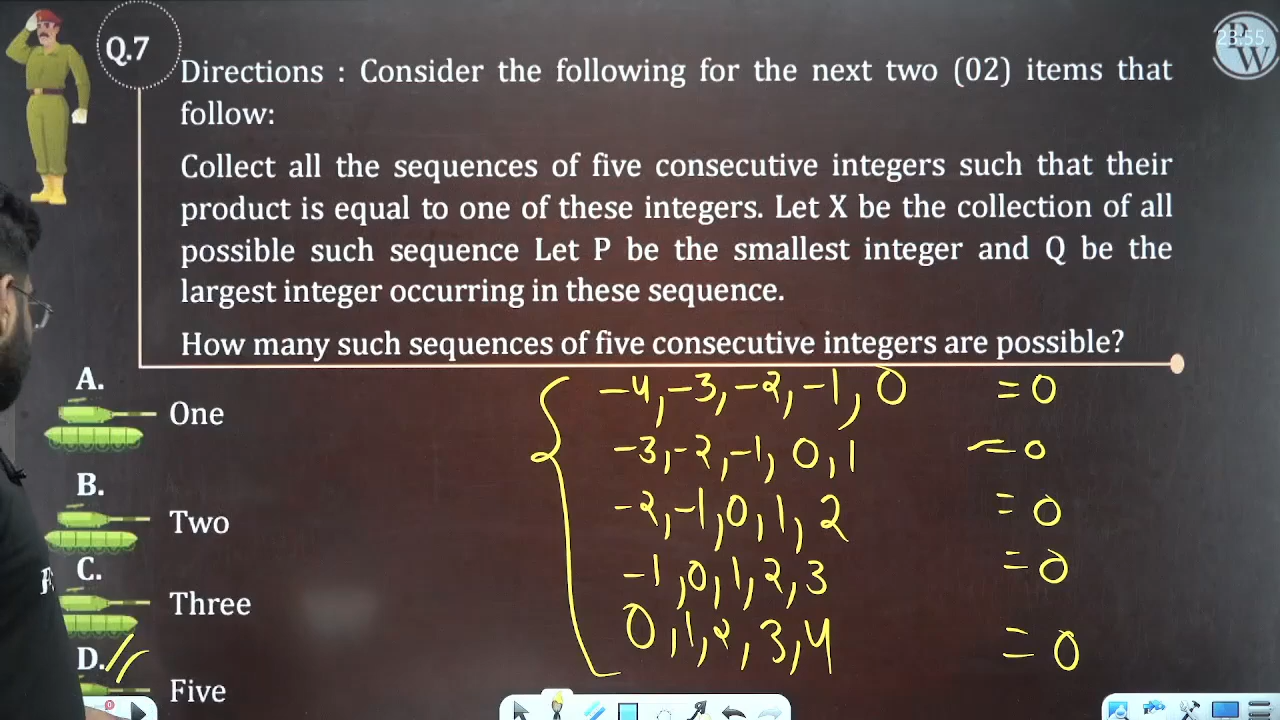 Q.7
23:55
PW
Directions : Consider the following for the next two (02) items that
follow:
Collect all the sequences of five consecutive integers such that their
product is equal to one of these integers. Let X be the collection of all
possible such sequence Let P be the smallest integer and Q be the
largest integer occurring in these sequence.
How many such sequences of five consecutive integers are possible?
A.
One
B.
Two
C.
Three
D.
Five
-4, -3, -2, -1, 0 = 0
-3, -2, -1, 0, 1 = 0
-2, -1, 0, 1, 2 = 0
-1, 0, 1, 2, 3 = 0
0, 1, 2, 3, 4 = 0